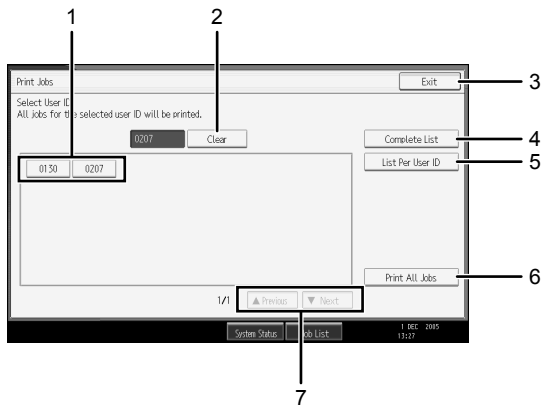 1
2
Print Jobs
Exit
3
Select User ID
All jobs for the selected user ID will be printed.
0207
Clear
Complete List
4
List Per User ID
5
0130
0207
Print All Jobs
6
1/1
▲ Previous
▼ Next
System Status
Job List
1 DEC 2005
13:27
7